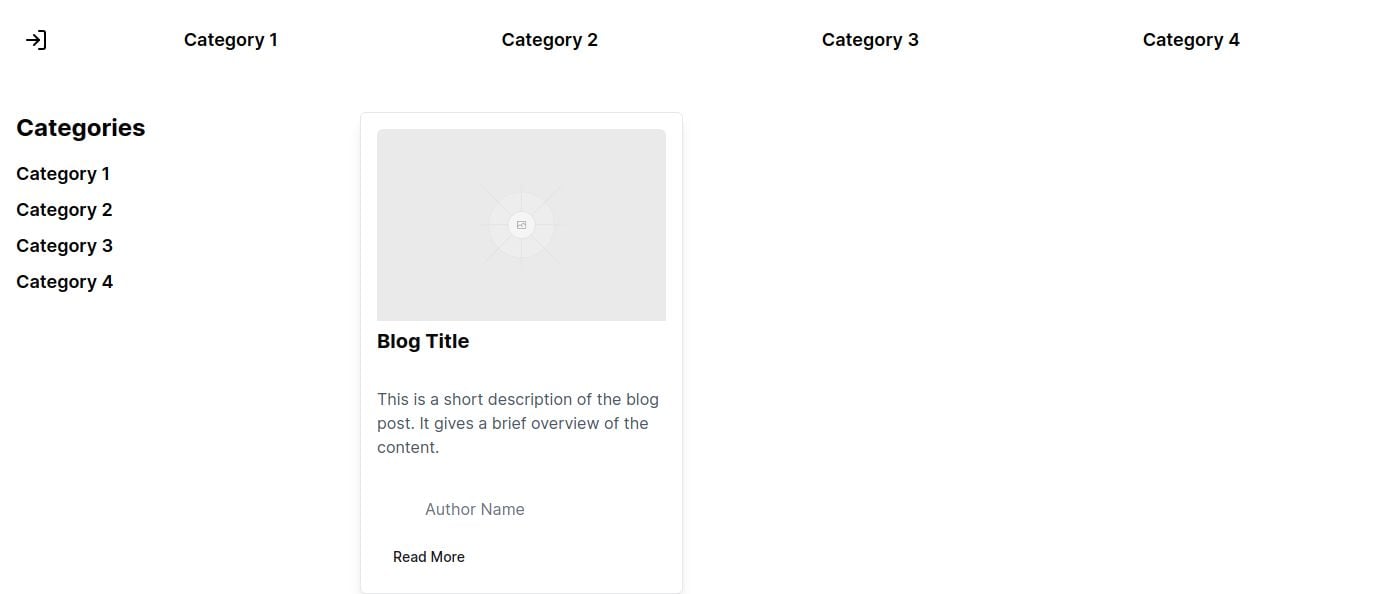 Category 1
Category 2
Category 3
Category 4
Categories
Category 1
Category 2
Category 3
Category 4
Blog Title
This is a short description of the blog
post. It gives a brief overview of the
content.
Author Name
Read More